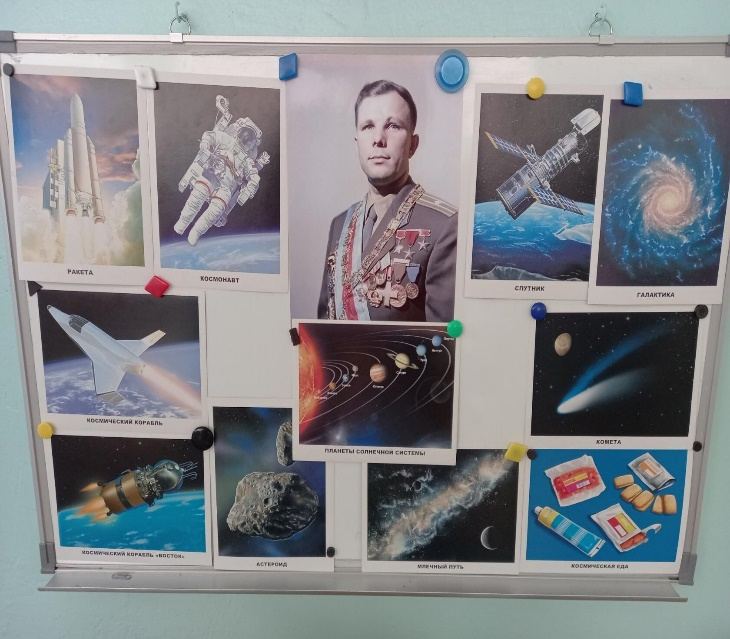 РАКЕТА
КОСМОНАВТ
СПУТНИК
ГАЛАКТИКА
КОСМИЧЕСКИЙ КОРАБЛЬ
ПЛАНЕТЫ СОЛНЕЧНОЙ СИСТЕМЫ
КОМЕТА
КОСМИЧЕСКИЙ КОРАБЛЬ «ВОСТОК»
АСТЕРОИД
МЛЕЧНЫЙ ПУТЬ
КОСМИЧЕСКАЯ ЕДА